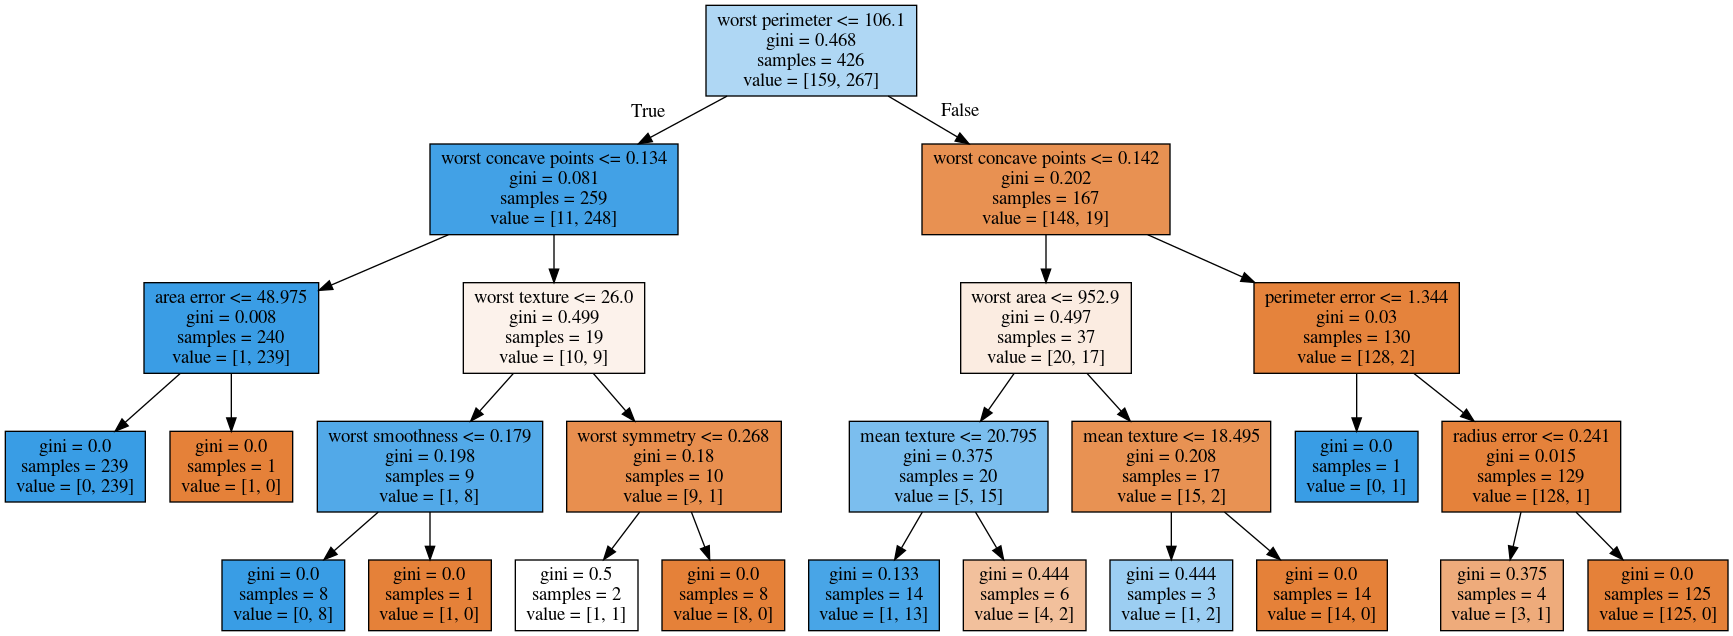 worst perimeter <= 106.1
gini = 0.468
samples = 426
value = [159, 267]
True
False
worst concave points <= 0.134
gini = 0.081
samples = 259
value = [11, 248]
worst concave points <= 0.142
gini = 0.202
samples = 167
value = [148, 19]
area error <= 48.975
gini = 0.008
samples = 240
value = [1, 239]
worst texture <= 26.0
gini = 0.499
samples = 19
value = [10, 9]
worst area <= 952.9
gini = 0.497
samples = 37
value = [20, 17]
perimeter error <= 1.344
gini = 0.03
samples = 130
value = [128, 2]
gini = 0.0
samples = 239
value = [0, 239]
gini = 0.0
samples = 1
value = [1, 0]
worst smoothness <= 0.179
gini = 0.198
samples = 9
value = [1, 8]
worst symmetry <= 0.268
gini = 0.18
samples = 10
value = [9, 1]
mean texture <= 20.795
gini = 0.375
samples = 20
value = [5, 15]
mean texture <= 18.495
gini = 0.208
samples = 17
value = [15, 2]
gini = 0.0
samples = 1
value = [0, 1]
radius error <= 0.241
gini = 0.015
samples = 129
value = [128, 1]
gini = 0.0
samples = 8
value = [0, 8]
gini = 0.0
samples = 1
value = [1, 0]
gini = 0.5
samples = 2
value = [1, 1]
gini = 0.0
samples = 8
value = [8, 0]
gini = 0.133
samples = 14
value = [1, 13]
gini = 0.444
samples = 6
value = [4, 2]
gini = 0.444
samples = 3
value = [1, 2]
gini = 0.0
samples = 14
value = [14, 0]
gini = 0.375
samples = 4
value = [3, 1]
gini = 0.0
samples = 125
value = [125, 0]